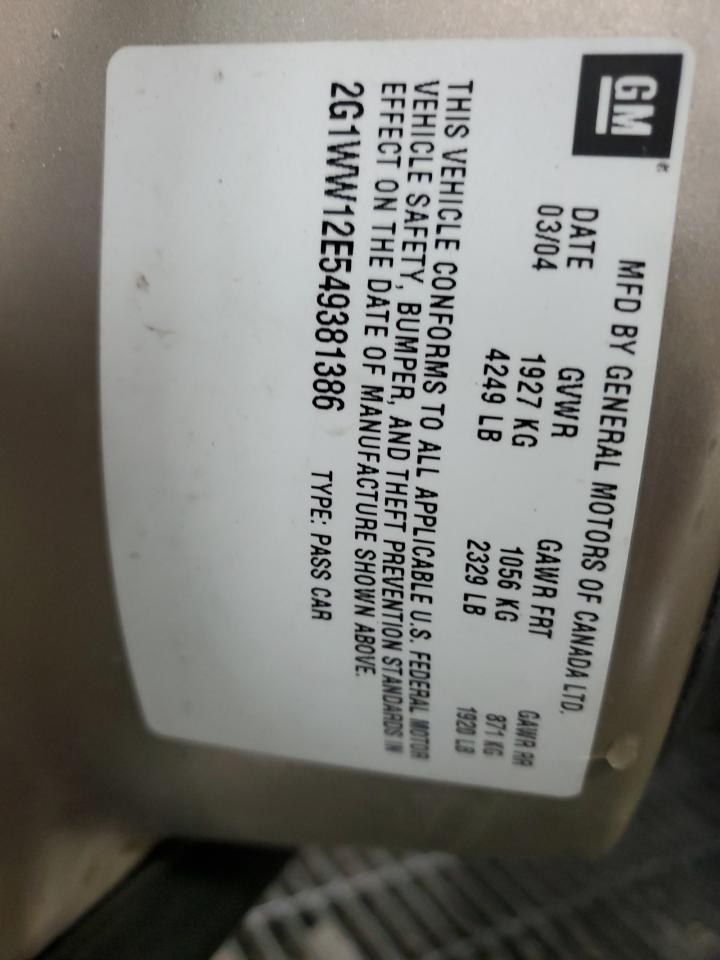 GM
MFD BY GENERAL MOTORS OF CANADA LTD.
DATE GVWR GAWR FRT GAWR RR
03/04 1927 KG 1056 KG 871 KG
4249 LB 2329 LB 1920 LB
THIS VEHICLE CONFORMS TO ALL APPLICABLE U.S. FEDERAL MOTOR
VEHICLE SAFETY, BUMPER, AND THEFT PREVENTION STANDARDS IN
EFFECT ON THE DATE OF MANUFACTURE SHOWN ABOVE.
2G1WW12E549381386 TYPE: PASS CAR